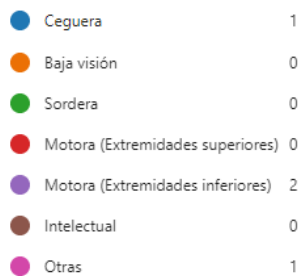 Ceguera 1
Baja visión 0
Sordera 0
Motora (Extremidades superiores) 0
Motora (Extremidades inferiores) 2
Intelectual 0
Otras 1